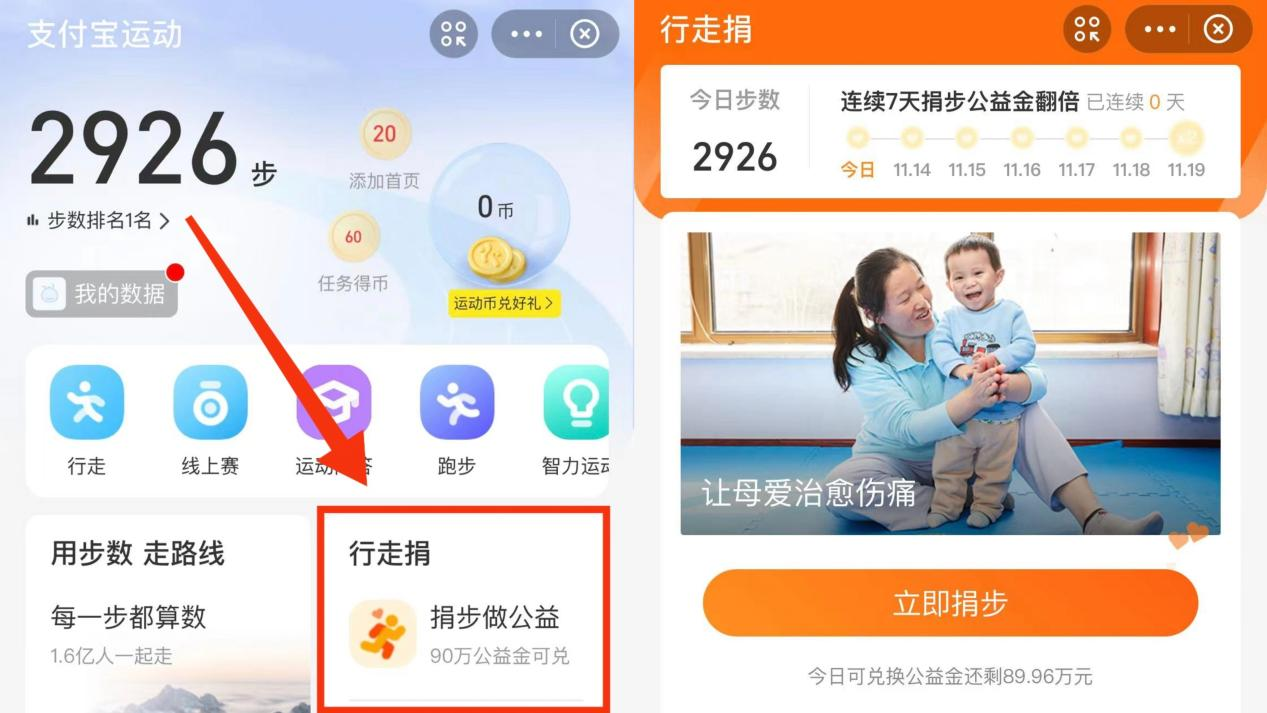 支付宝运动
2926 步
20
添加首页
步数排名1名
60
任务得币
0 币
运动币兑好礼
我的数据
行走
线上赛
运动
答
跑步
智力运动
用步数 走路线
每一步都算数
1.6亿人一起走
行走捐
捐步做公益
90万公益金可兑
行走捐
今日步数
2926
连续7天捐步公益金翻倍 已连续 0 天
x2
今日 11.14 11.15 11.16 11.17 11.18 11.19
让母爱治愈伤痛
立即捐步
今日可兑换公益金还剩89.96万元